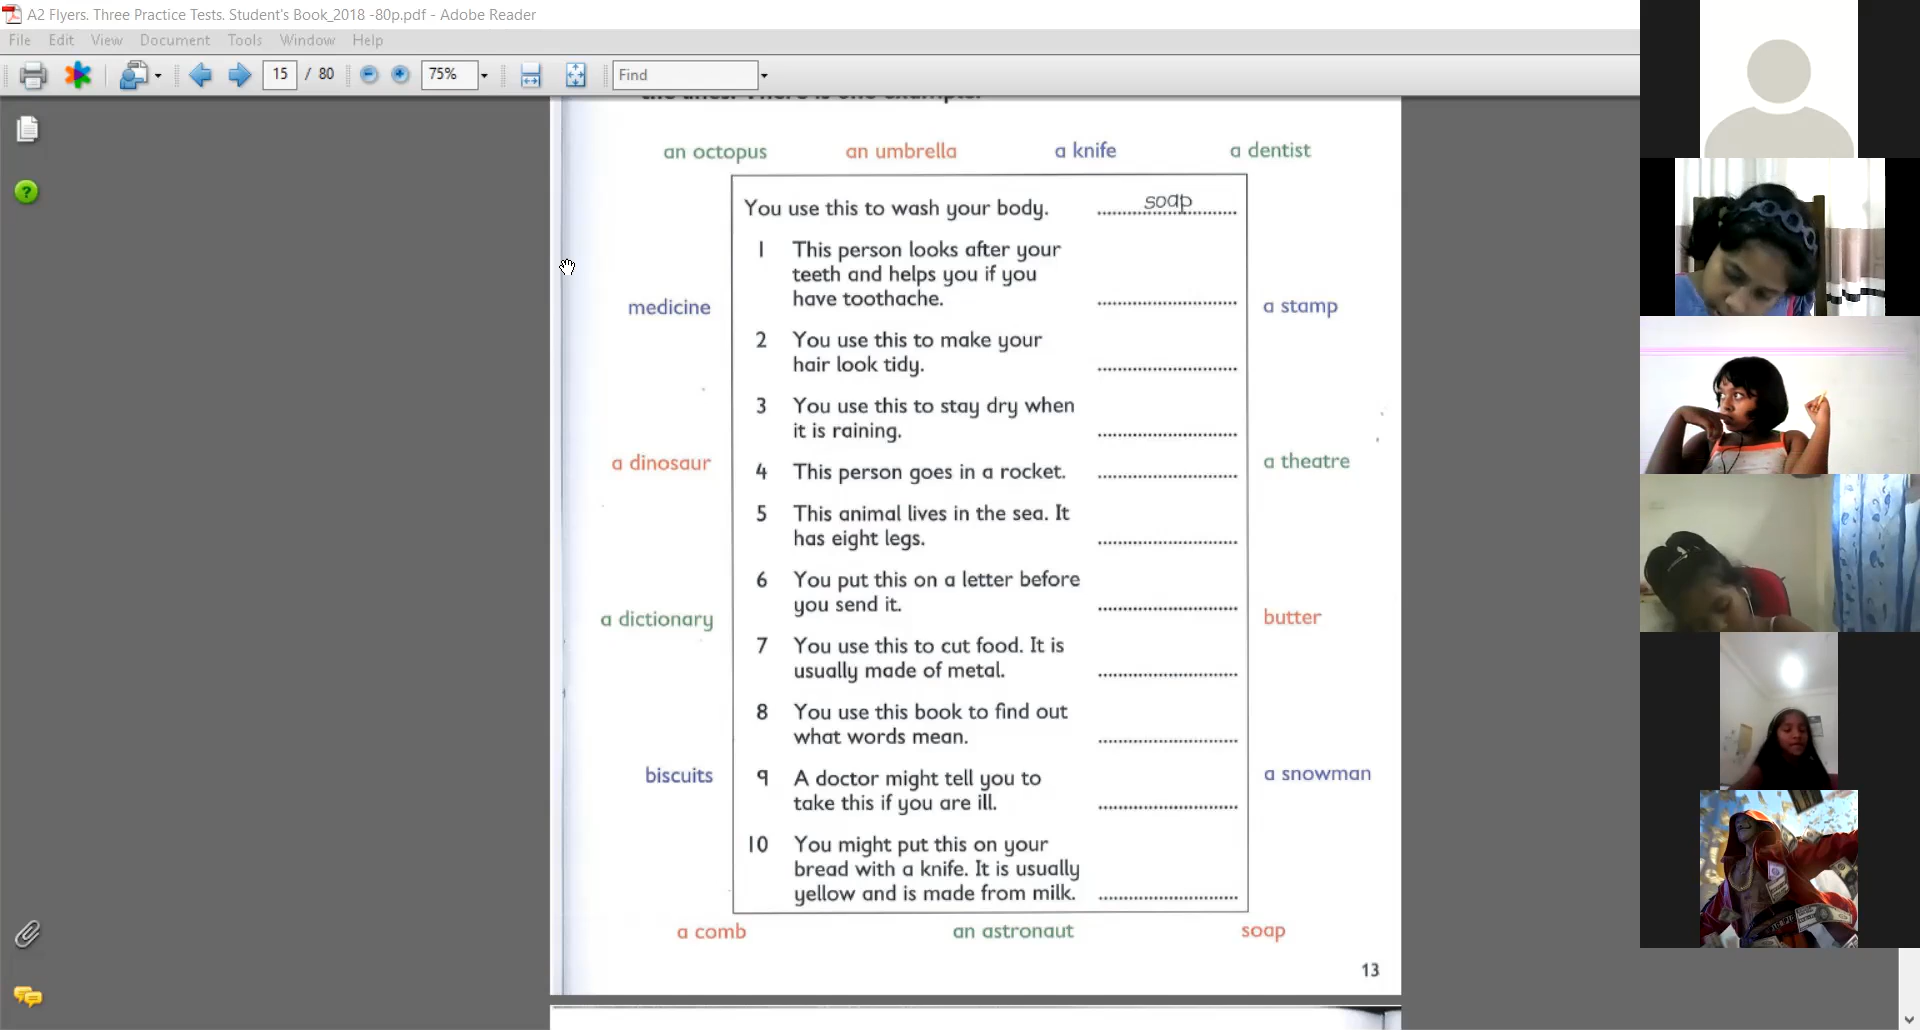 A2 Flyers. Three Practice Tests. Student's Book_2018 -80p.pdf - Adobe Reader
File Edit View Document Tools Window Help
15 / 80 75% Find
the lines. There is one example.
an octopus an umbrella a knife a dentist
You use this to wash your body. soap
1 This person looks after your
teeth and helps you if you
have toothache.
medicine
a stamp
2 You use this to make your
hair look tidy.
3 You use this to stay dry when
it is raining.
a dinosaur
4 This person goes in a rocket.
a theatre
5 This animal lives in the sea. It
has eight legs.
6 You put this on a letter before
you send it.
a dictionary
butter
7 You use this to cut food. It is
usually made of metal.
8 You use this book to find out
what words mean.
biscuits
9 A doctor might tell you to
take this if you are ill.
a snowman
10 You might put this on your
bread with a knife. It is usually
yellow and is made from milk.
a comb an astronaut soap
13